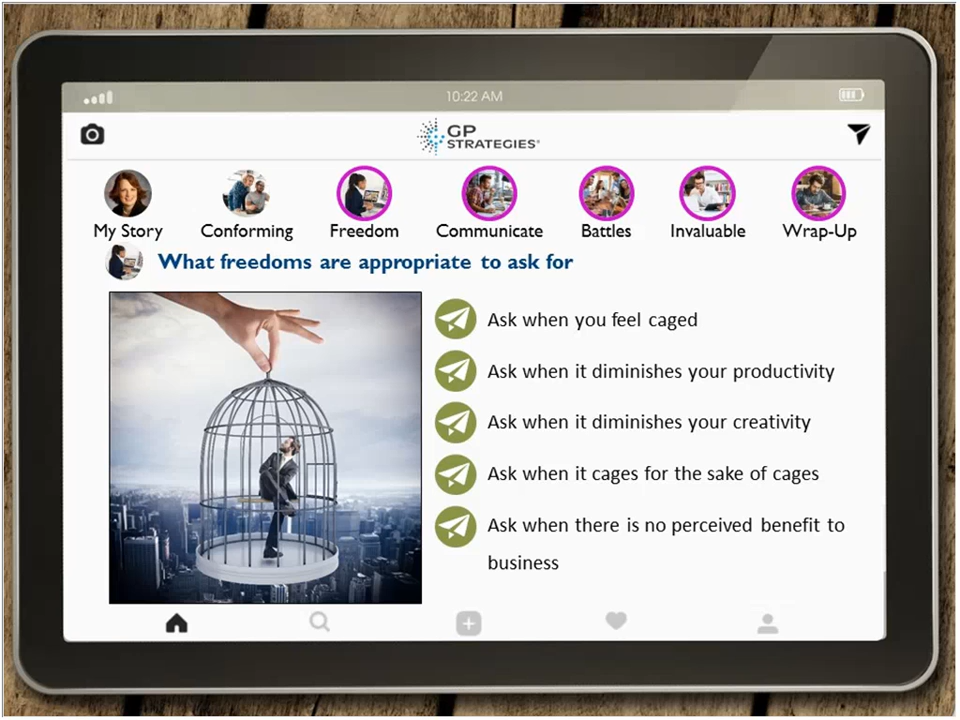 10:22 AM
GP
STRATEGIES®
My Story
Conforming
Freedom
Communicate
Battles
Invaluable
Wrap-Up
What freedoms are appropriate to ask for
Ask when you feel caged
Ask when it diminishes your productivity
Ask when it diminishes your creativity
Ask when it cages for the sake of cages
Ask when there is no perceived benefit to
business